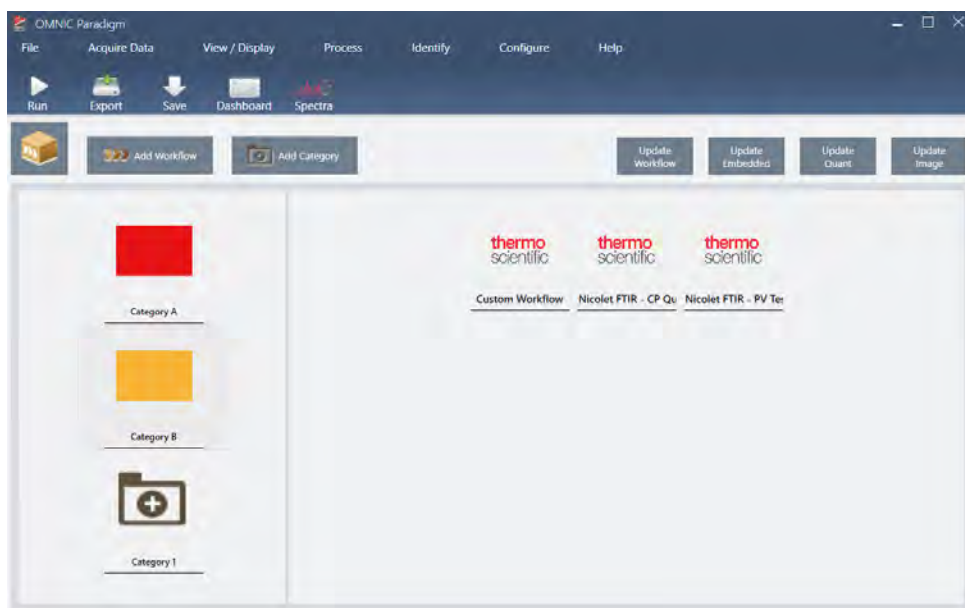 OMNIC Paradigm
File Acquire Data View / Display Process Identify Configure Help
Run Export Save Dashboard Spectra
Add Workflow Add Category Update Workflow Update Embedded Update Quant Update Image
thermo scientific thermo scientific thermo scientific
Custom Workflow Nicolet FTIR - CP Qu Nicolet FTIR - PV Tes
Category A
Category B
Category 1